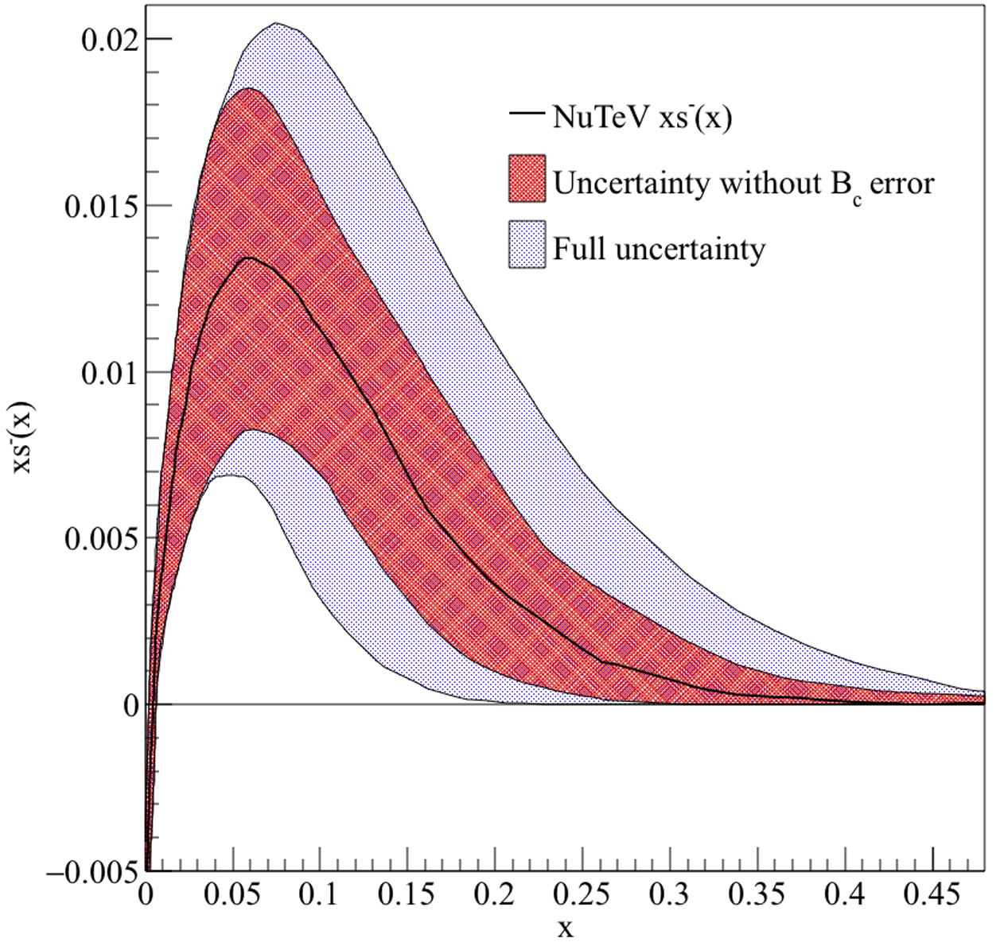 0.02
0.015
0.01
0.005
0
−0.005
xs⁻(x)
NuTeV xs⁻(x)
Uncertainty without B_c error
Full uncertainty
0 0.05 0.1 0.15 0.2 0.25 0.3 0.35 0.4 0.45
x